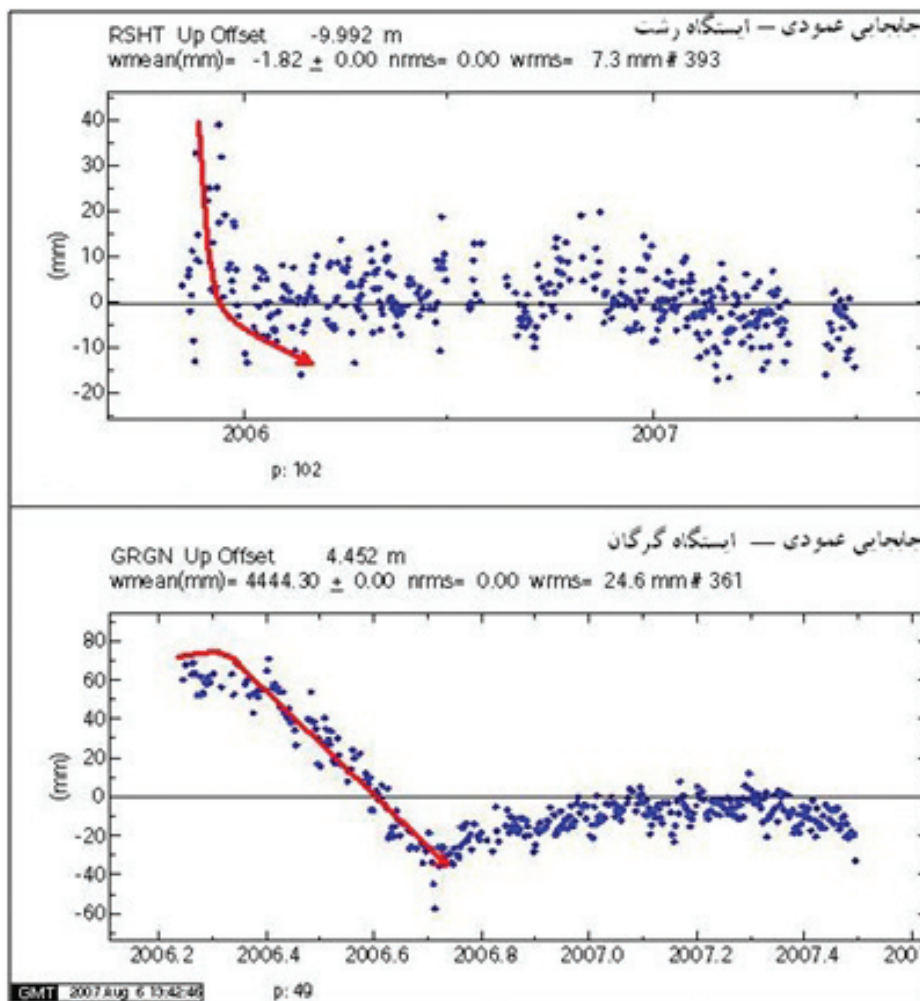 جابجایی عمودی — ایستگاه رشت
RSHT Up Offset -9.992 m
wmean(mm)= -1.82 ± 0.00 nrms= 0.00 wrms= 7.3 mm # 393
40
30
20
10
0
-10
-20
(mm)
2006 2007
p: 102
جابجایی عمودی — ایستگاه گرگان
GRGN Up Offset 4.452 m
wmean(mm)= 4444.30 ± 0.00 nrms= 0.00 wrms= 24.6 mm # 361
80
60
40
20
0
-20
-40
-60
(mm)
2006.2 2006.4 2006.6 2006.8 2007.0 2007.2 2007.4 200
GMT 2007 Aug 6 13:42:46 p: 49